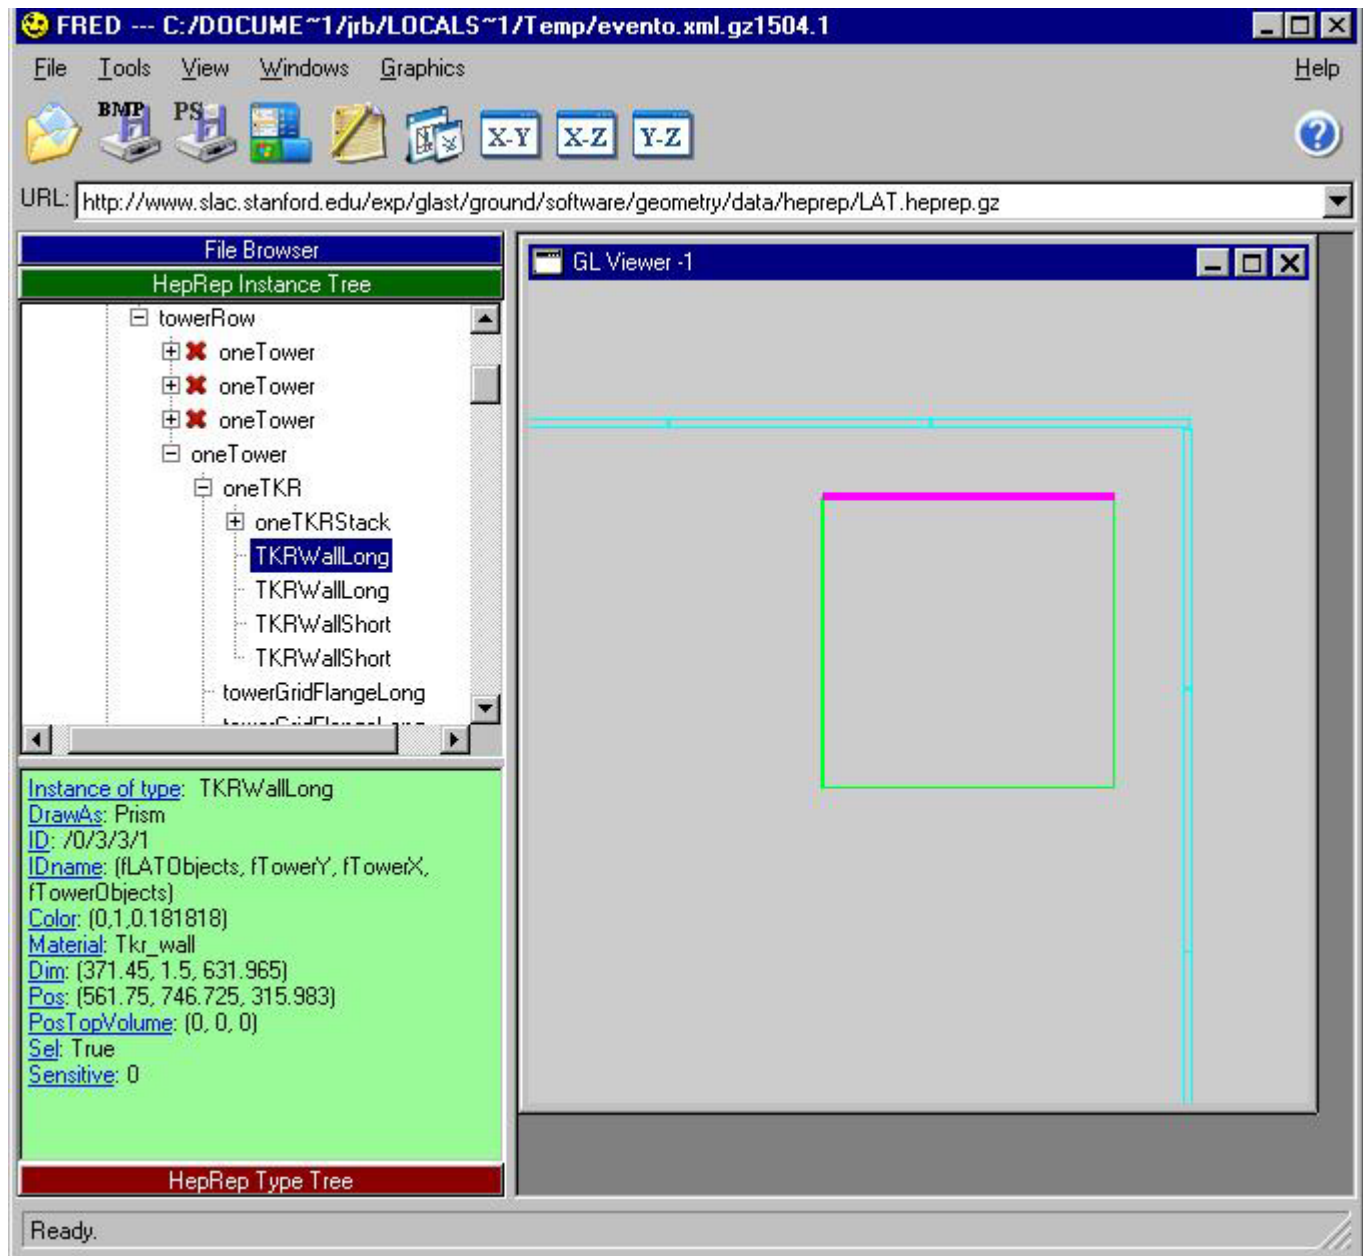 FRED --- C:/DOCUME~1/jrb/LOCALS~1/Temp/evento.xml.gz1504.1
File Tools View Windows Graphics Help
BMP PS X-Y X-Z Y-Z ?
URL: http://www.slac.stanford.edu/exp/glast/ground/software/geometry/data/heprep/LAT.heprep.gz
File Browser
HepRep Instance Tree
towerRow
oneTower
oneTower
oneTower
oneTower
oneTKR
oneTKRStack
TKRWallLong
TKRWallLong
TKRWallShort
TKRWallShort
towerGridFlangeLong
towerGridFlangeLong
Instance of type: TKRWallLong
DrawAs: Prism
ID: /0/3/3/1
IDname: (fLATObjects, fTowerY, fTowerX,
fTowerObjects)
Color: (0,1,0.181818)
Material: Tkr_wall
Dim: (371.45, 1.5, 631.965)
Pos: (561.75, 746.725, 315.983)
PosTopVolume: (0, 0, 0)
Sel: True
Sensitive: 0
HepRep Type Tree
GL Viewer -1
Ready.